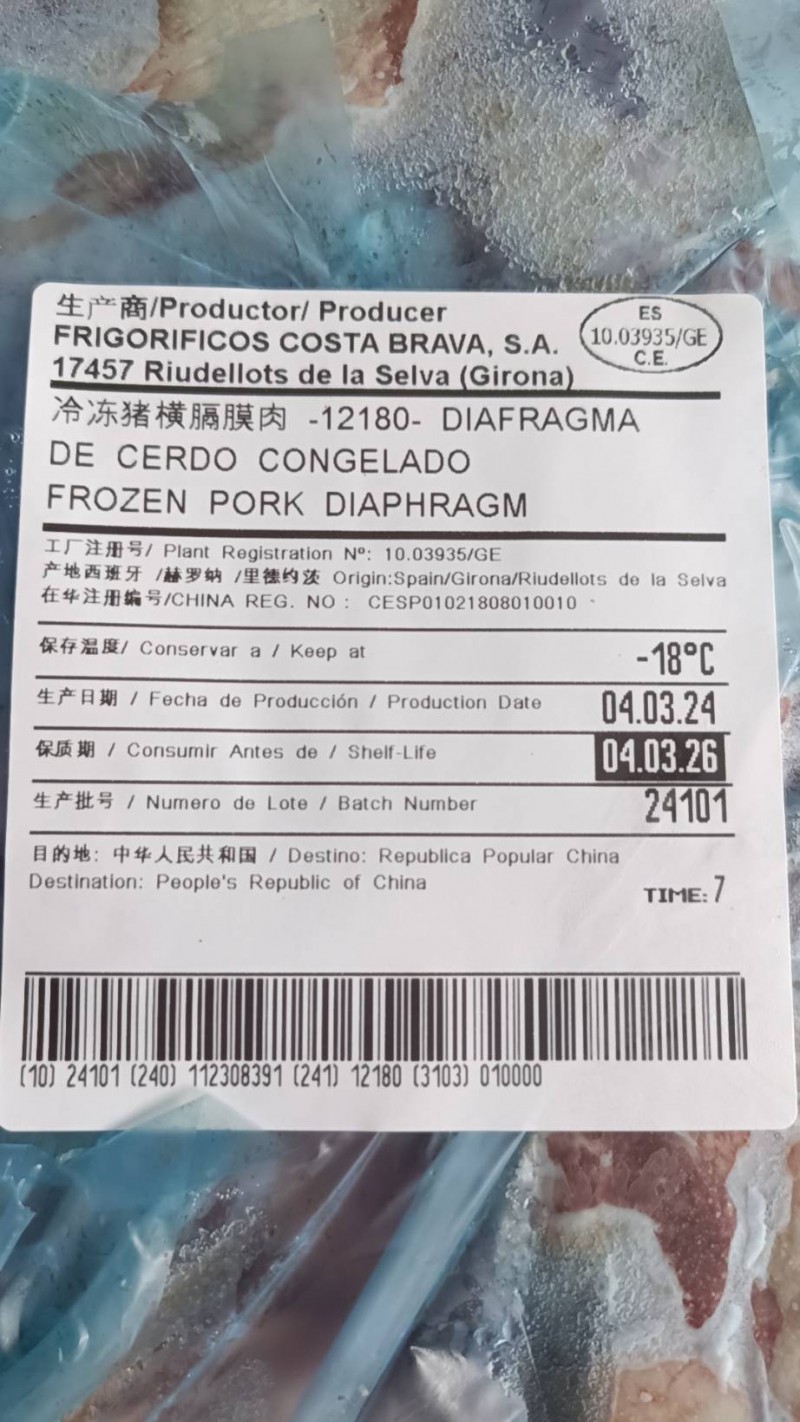 生产商/Productor/ Producer
FRIGORIFICOS COSTA BRAVA, S.A.
17457 Riudellots de la Selva (Girona)
ES
10.03935/GE
C.E.
冷冻猪横膈膜肉 -12180- DIAFRAGMA
DE CERDO CONGELADO
FROZEN PORK DIAPHRAGM
工厂注册号/ Plant Registration Nº: 10.03935/GE
产地西班牙 /赫罗纳 /里德约茨 Origin:Spain/Girona/Riudellots de la Selva
在华注册编号/CHINA REG. NO : CESP01021808010010 -
保存温度/ Conservar a / Keep at -18°C
生产日期 / Fecha de Producción / Production Date 04.03.24
保质期 / Consumir Antes de / Shelf-Life 04.03.26
生产批号 / Numero de Lote / Batch Number 24101
目的地: 中华人民共和国 / Destino: Republica Popular China
Destination: People's Republic of China
TIME: 7
(10) 24101 (240) 112308391 (241) 12180 (3103) 010000